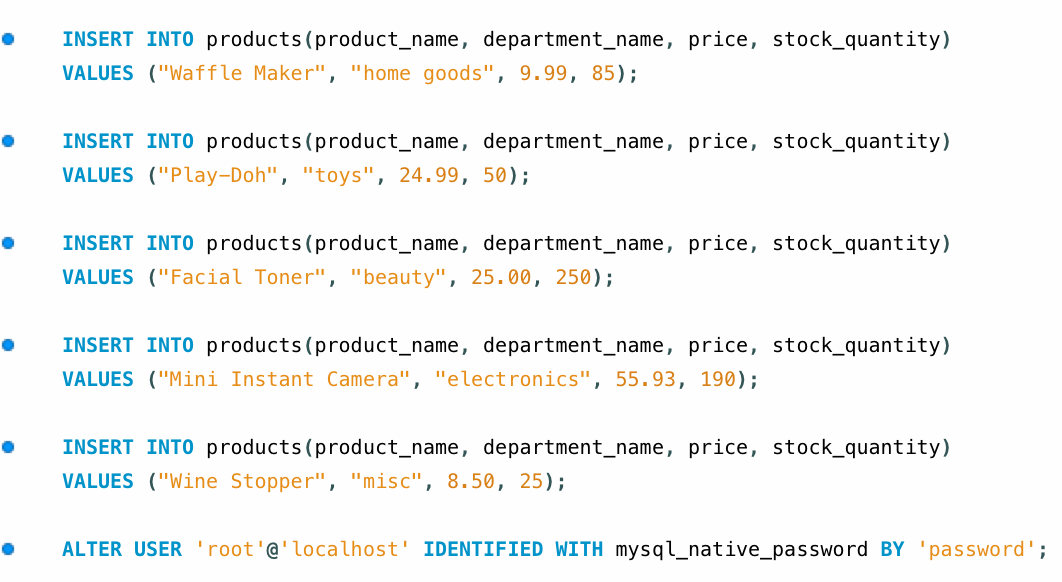 INSERT INTO products(product_name, department_name, price, stock_quantity)
VALUES ("Waffle Maker", "home goods", 9.99, 85);
INSERT INTO products(product_name, department_name, price, stock_quantity)
VALUES ("Play-Doh", "toys", 24.99, 50);
INSERT INTO products(product_name, department_name, price, stock_quantity)
VALUES ("Facial Toner", "beauty", 25.00, 250);
INSERT INTO products(product_name, department_name, price, stock_quantity)
VALUES ("Mini Instant Camera", "electronics", 55.93, 190);
INSERT INTO products(product_name, department_name, price, stock_quantity)
VALUES ("Wine Stopper", "misc", 8.50, 25);
ALTER USER 'root'@'localhost' IDENTIFIED WITH mysql_native_password BY 'password';